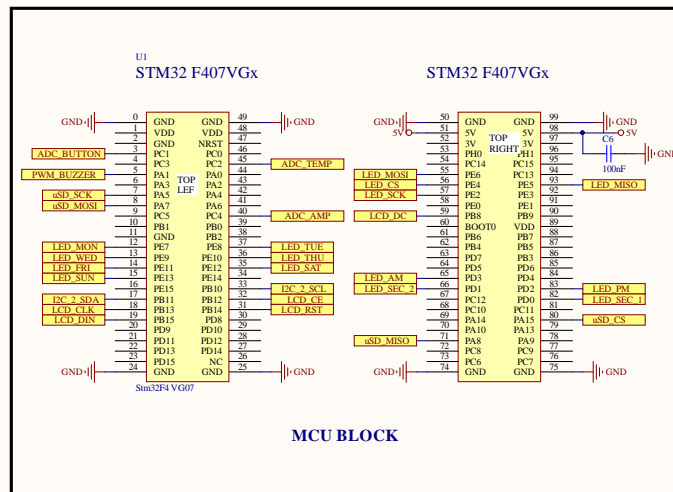 U1
STM32 F407VGx
GND 0 GND GND 49 GND
1 VDD VDD 48
2 GND NRST 47
ADC_BUTTON 3 PC1 PC0 46
4 PC3 PC2 45 ADC_TEMP
PWM_BUZZER 5 PA1 PA0 44
TOP
LEF
6 PA3 PA2 43
uSD_SCK 7 PA5 PA4 42
uSD_MOSI 8 PA7 PA6 41
9 PC5 PC4 40 ADC_AMP
10 PB1 PB0 39
11 GND PB2 38
LED_MON 12 PE7 PE8 37 LED_TUE
LED_WED 13 PE9 PE10 36 LED_THU
LED_FRI 14 PE11 PE12 35 LED_SAT
LED_SUN 15 PE13 PE14 34
16 PE15 PB10 33 I2C_2_SCL
I2C_2_SDA 17 PB11 PB12 32 LCD_CE
LCD_CLK 18 PB13 PB14 31 LCD_RST
LCD_DIN 19 PB15 PD8 30
20 PD9 PD10 29
21 PD11 PD12 28
22 PD13 PD14 27
23 PD15 NC 26
GND 24 GND GND 25 GND
Stm32F4 VG07
STM32 F407VGx
GND 50 GND GND 99 GND
5V 51 5V 5V 98 5V
TOP
RIGHT
52 3V 3V 97
53 PH0 PH1 96
C6
GND
100nF
54 PC14 PC15 95
LED_MOSI 55 PE6 PC13 94
LED_CS 56 PE4 PE5 93 LED_MISO
LED_SCK 57 PE2 PE3 92
58 PE0 PE1 91
LCD_DC 59 PB8 PB9 90
60 BOOT0 VDD 89
61 PB6 PB7 88
62 PB4 PB5 87
63 PD7 PB3 86
64 PD5 PD6 85
LED_AM 65 PD3 PD4 84
LED_SEC_2 66 PD1 PD2 83 LED_PM
67 PC12 PD0 82 LED_SEC_1
68 PC10 PC11 81
69 PA14 PA15 80 uSD_CS
70 PA10 PA13 79
uSD_MISO 71 PA8 PA9 78
72 PC8 PC9 77
73 PC6 PC7 76
GND 74 GND GND 75 GND
MCU BLOCK